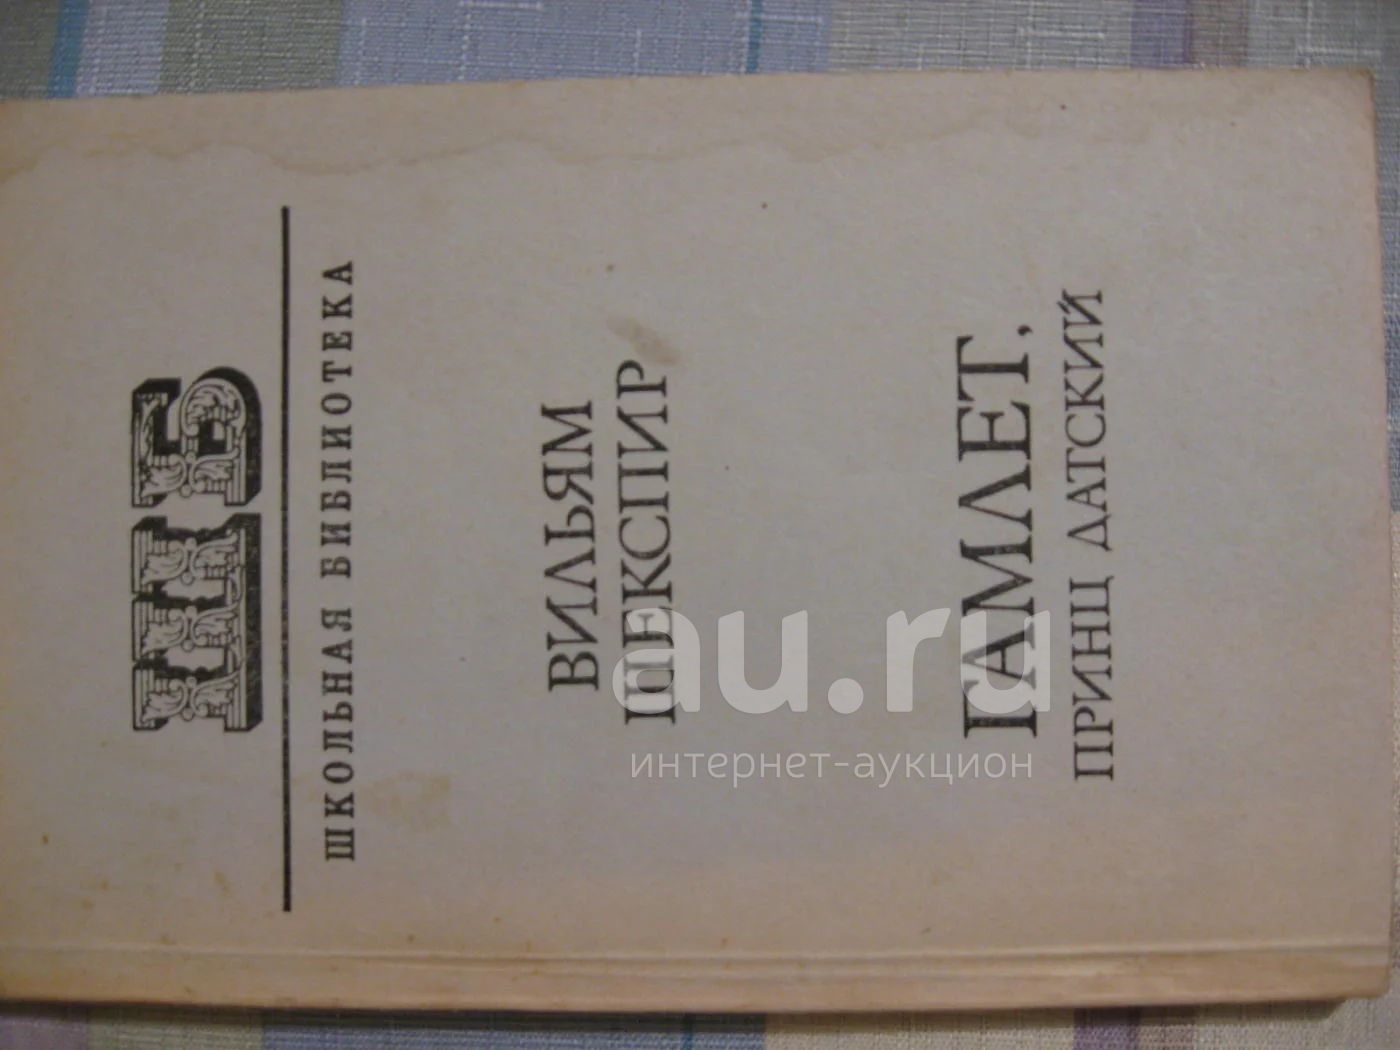 ШБ
ШКОЛЬНАЯ БИБЛИОТЕКА
ВИЛЬЯМ
ШЕКСПИР
ГАМЛЕТ,
ПРИНЦ ДАТСКИЙ
au.ru
интернет-аукцион